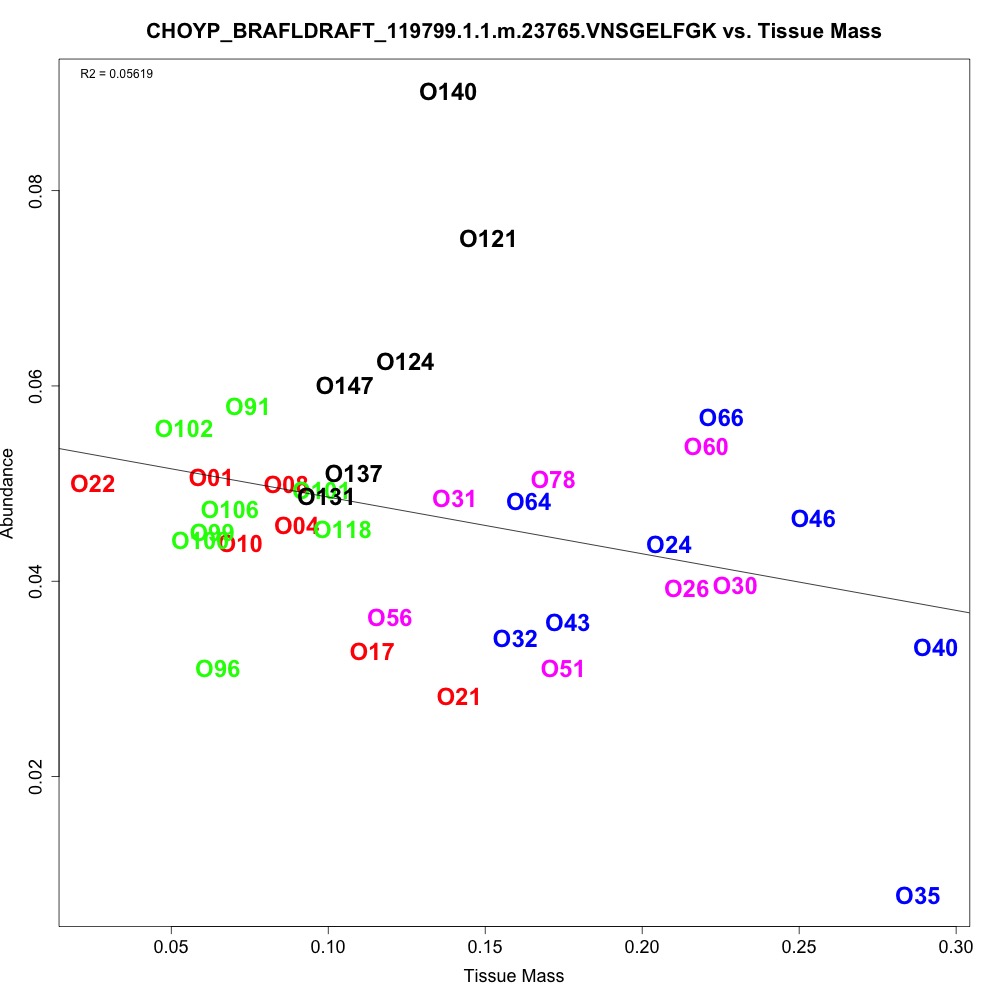 CHOYP_BRAFLDRAFT_119799.1.1.m.23765.VNSGELFGK vs. Tissue Mass
R2 = 0.05619
O140
0.08
O121
O124
0.06
O147
O91
O66
O102
O60
Abundance
O137
O01
O78
O22
O08
O101
O131
O31
O64
O106
O46
O04
O118
O99
O100
O10
O24
0.04
O26
O30
O56
O43
O32
O17
O40
O96
O51
O21
0.02
O35
0.05 0.10 0.15 0.20 0.25 0.30
Tissue Mass